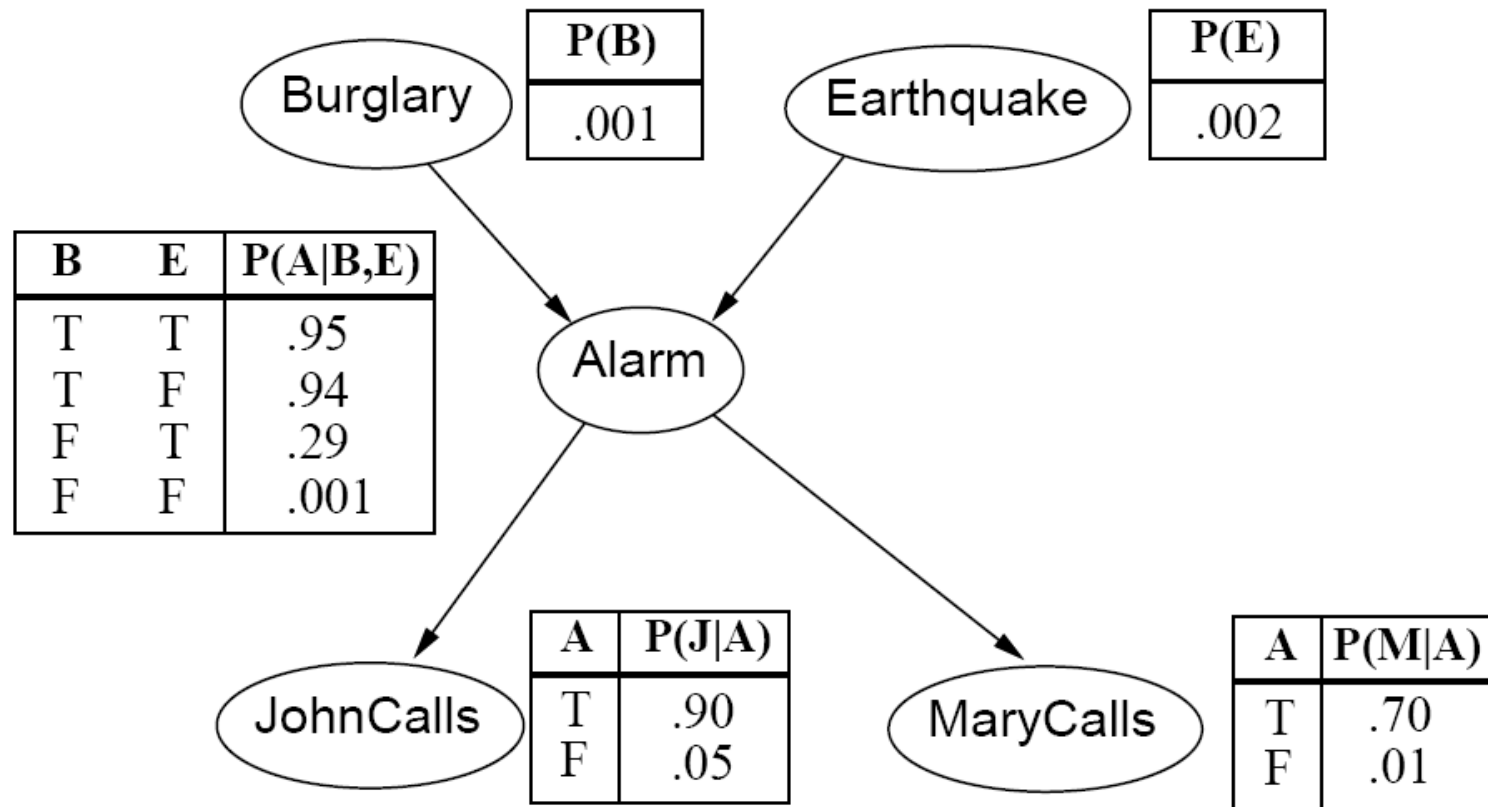 Burglary
P(B)
.001
Earthquake
P(E)
.002
B E P(A|B,E)
T T .95
T F .94
F T .29
F F .001
Alarm
JohnCalls
A P(J|A)
T .90
F .05
MaryCalls
A P(M|A)
T .70
F .01